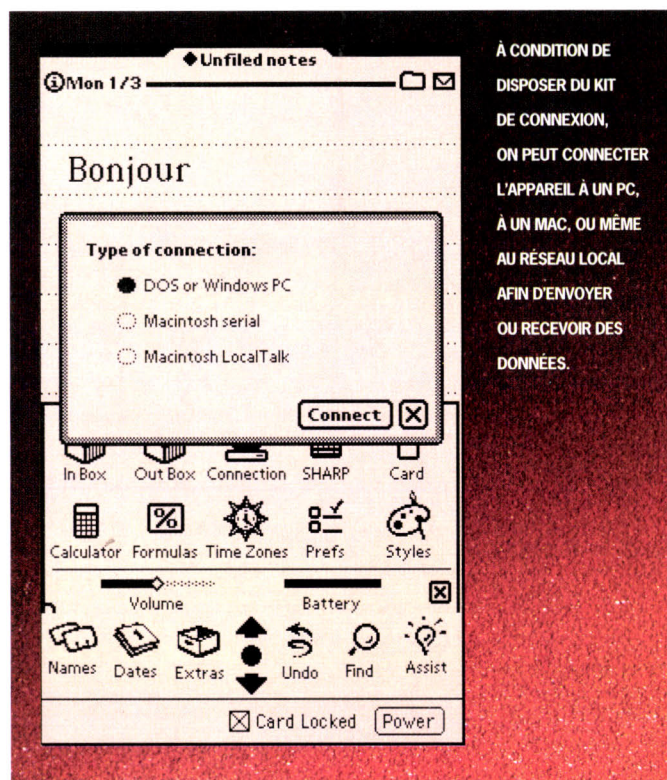 ◆Unfiled notes
Mon 1/3
Bonjour
Type of connection:
DOS or Windows PC
Macintosh serial
Macintosh LocalTalk
Connect
In Box Out Box Connection SHARP Card
Calculator Formulas Time Zones Prefs Styles
Volume Battery
Names Dates Extras Undo Find Assist
Card Locked Power
À CONDITION DE
DISPOSER DU KIT
DE CONNEXION,
ON PEUT CONNECTER
L'APPAREIL À UN PC,
À UN MAC, OU MÊME
AU RÉSEAU LOCAL
AFIN D'ENVOYER
OU RECEVOIR DES
DONNÉES.